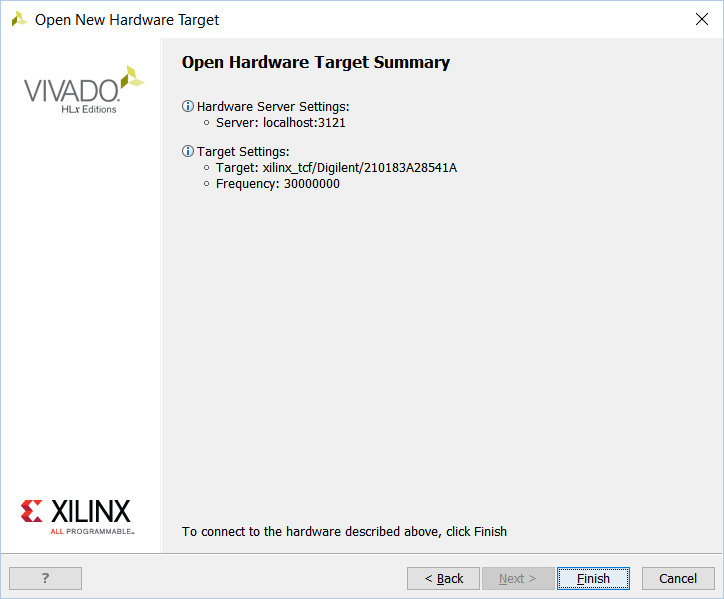 Open New Hardware Target
VIVADO.
HLx Editions
Open Hardware Target Summary
Hardware Server Settings:
Server: localhost:3121
Target Settings:
Target: xilinx_tcf/Digilent/210183A28541A
Frequency: 30000000
XILINX
ALL PROGRAMMABLE™
To connect to the hardware described above, click Finish
?
< Back
Next >
Finish
Cancel